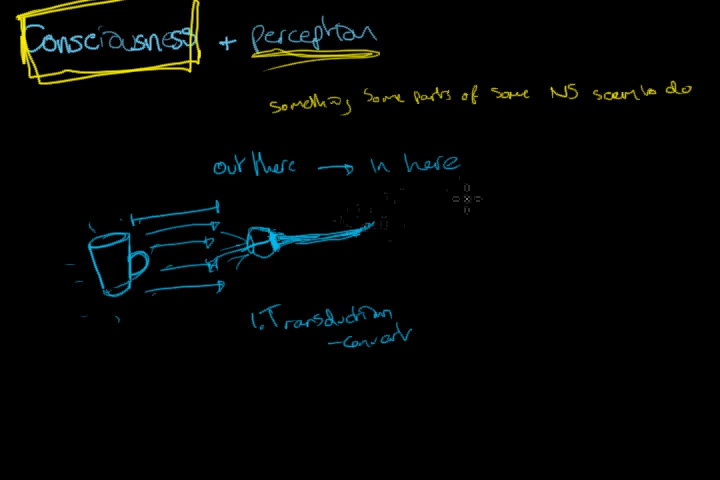 Consciousness + perception
something some parts of some NS seem to do
out there → in here
1. Transduction
- convert